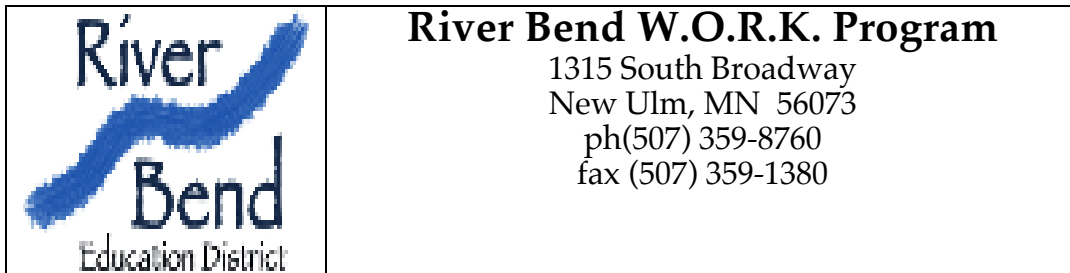 River
Bend
Education District
River Bend W.O.R.K. Program
1315 South Broadway
New Ulm, MN  56073
ph(507) 359-8760
fax (507) 359-1380